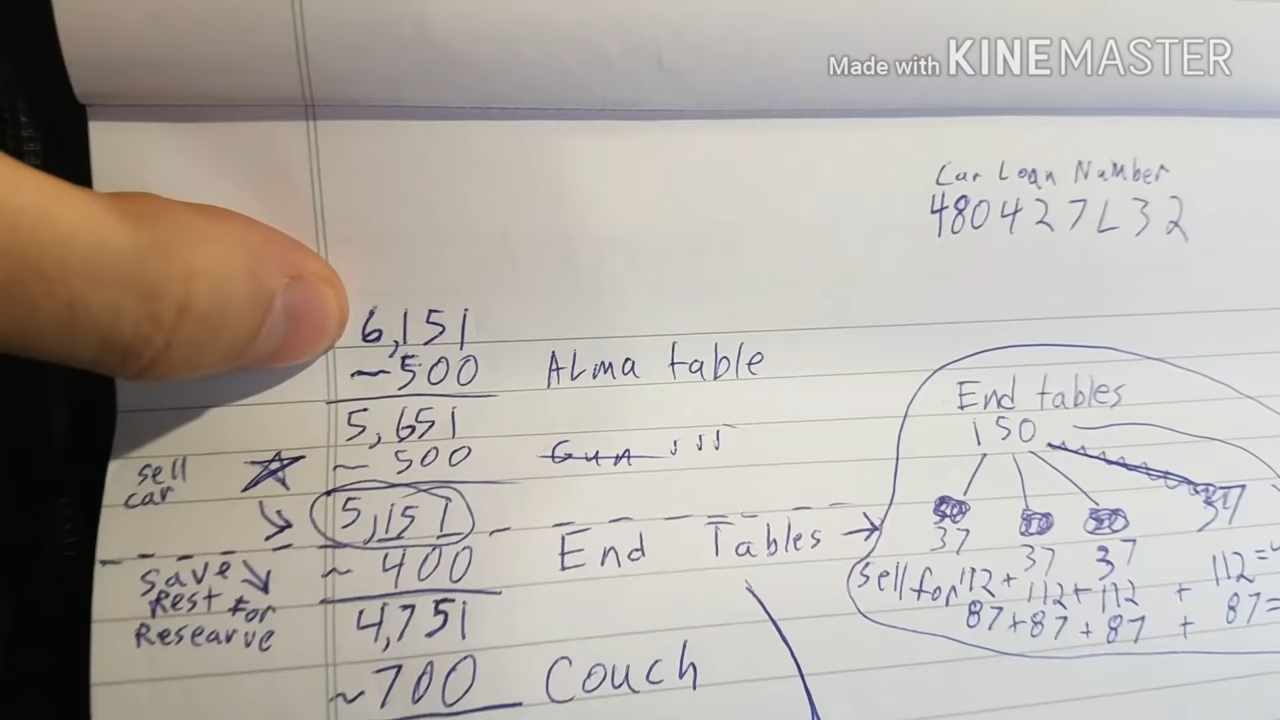 Made with KINEMASTER
Car Loan Number
480427L32
6,151
-500 ALMA table
5,651
- 500 Gun
sell
car
5,151
- 400 End Tables →
Save
Rest for
Researve
4,751
-700 Couch
End tables
150
37 37 37 37
Sell for 112 + 112 + 112 + 112 =
87 + 87 + 87 + 87 =